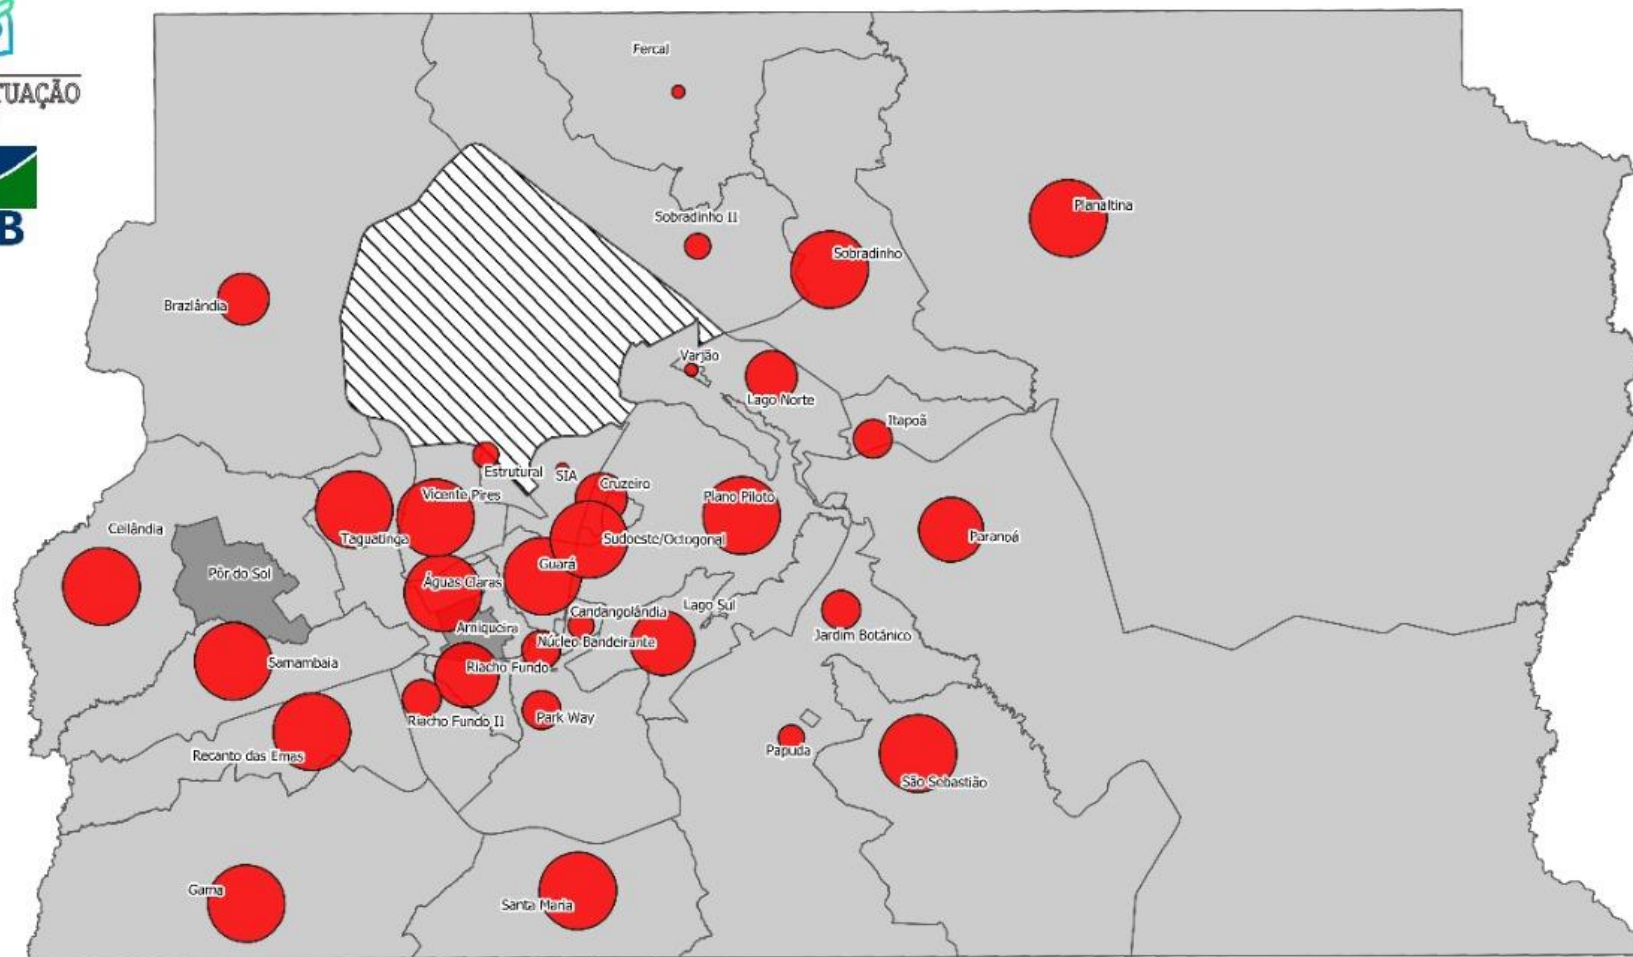 TUAÇÃO
B
Fercal
Planaltina
Sobradinho II
Sobradinho
Brazlândia
Varjão
Lago Norte
Itapoã
Estrutural
SIA
Cruzeiro
Vicente Pires
Plano Piloto
Ceilândia
Taguatinga
Sudoeste/Octogonal
Paranoá
Guará
Pôr do Sol
Águas Claras
Candangolândia
Lago Sul
Arniqueira
Núcleo Bandeirante
Jardim Botânico
Samambaia
Riacho Fundo
Riacho Fundo II
Park Way
Recanto das Emas
Papuda
São Sebastião
Gama
Santa Maria